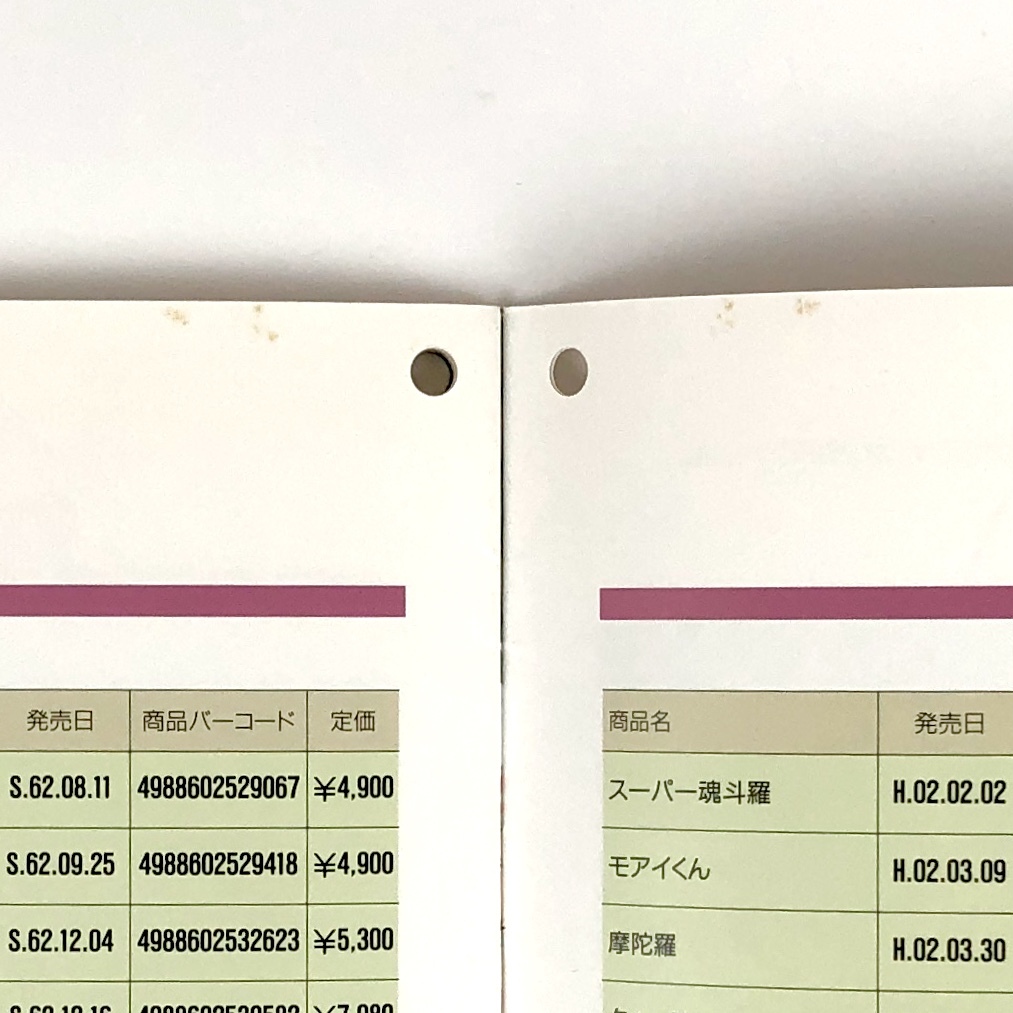 発売日 商品バーコード 定価
S.62.08.11 4988602529067 ¥4,900
S.62.09.25 4988602529418 ¥4,900
S.62.12.04 4988602532623 ¥5,300
商品名 発売日
スーパー魂斗羅 H.02.02.02
モアイくん H.02.03.09
摩陀羅 H.02.03.30